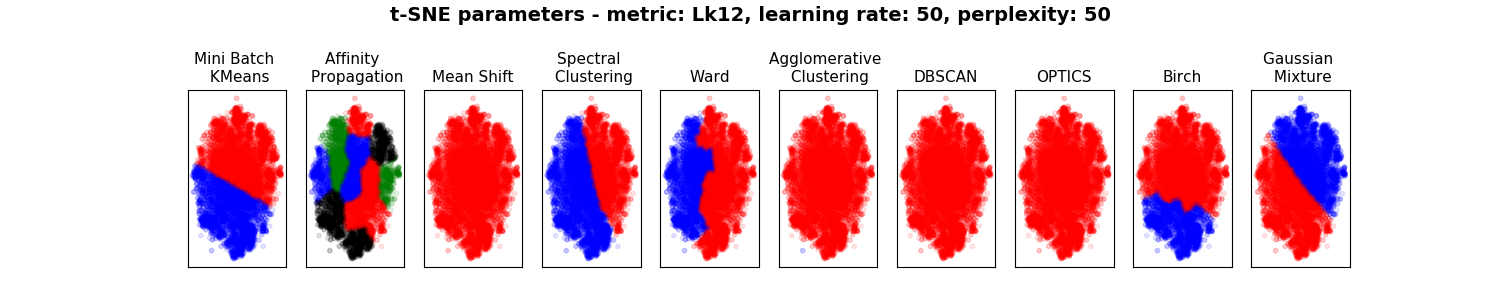 t-SNE parameters - metric: Lk12, learning rate: 50, perplexity: 50
Mini Batch
KMeans
Affinity
Propagation
Mean Shift
Spectral
Clustering
Ward
Agglomerative
Clustering
DBSCAN
OPTICS
Birch
Gaussian
Mixture